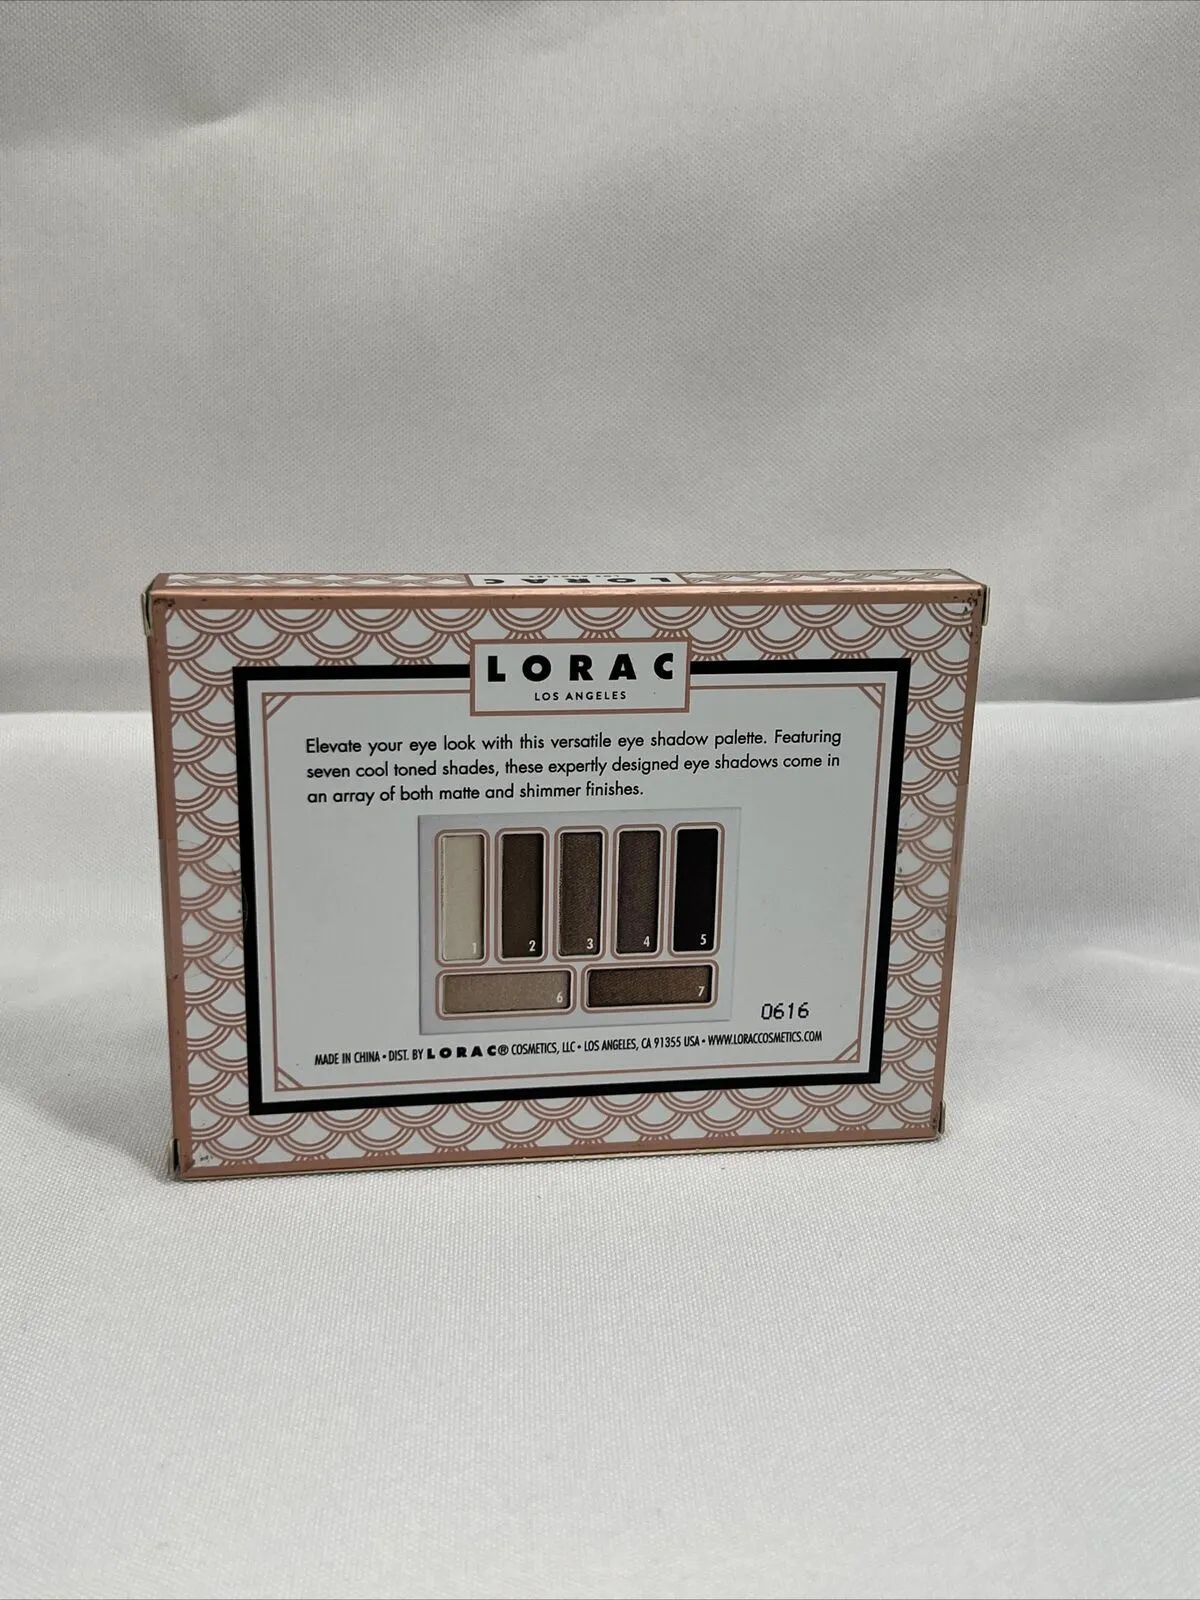 LORAC
LOS ANGELES
LORAC
LOS ANGELES
Elevate your eye look with this versatile eye shadow palette. Featuring
seven cool toned shades, these expertly designed eye shadows come in
an array of both matte and shimmer finishes.
1 2 3 4 5
6 7
0616
MADE IN CHINA • DIST. BY LORAC® COSMETICS, LLC • LOS ANGELES, CA 91355 USA • WWW.LORACCOSMETICS.COM